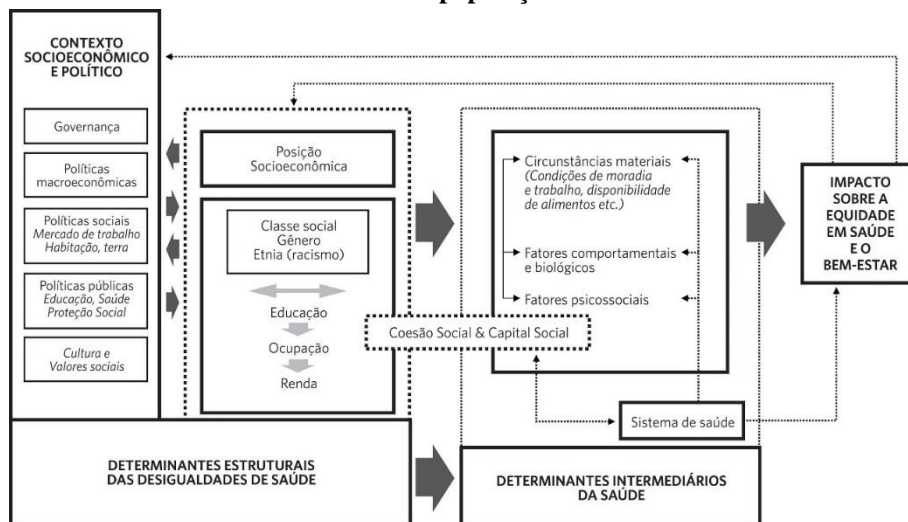 CONTEXTO
SOCIOECONÔMICO
E POLÍTICO
Governança
Políticas
macroeconômicas
Políticas sociais
Mercado de trabalho
Habitação, terra
Políticas públicas
Educação, Saúde
Proteção Social
Cultura e
Valores sociais
Posição
Socioeconômica
Classe social
Gênero
Etnia (racismo)
Educação
Ocupação
Renda
Coesão Social & Capital Social
Circunstâncias materiais
(Condições de moradia
e trabalho, disponibilidade
de alimentos etc.)
Fatores comportamentais
e biológicos
Fatores psicossociais
Sistema de saúde
IMPACTO
SOBRE A
EQUIDADE
EM SAÚDE
E O
BEM-ESTAR
DETERMINANTES ESTRUTURAIS
DAS DESIGUALDADES DE SAÚDE
DETERMINANTES INTERMEDIÁRIOS
DA SAÚDE